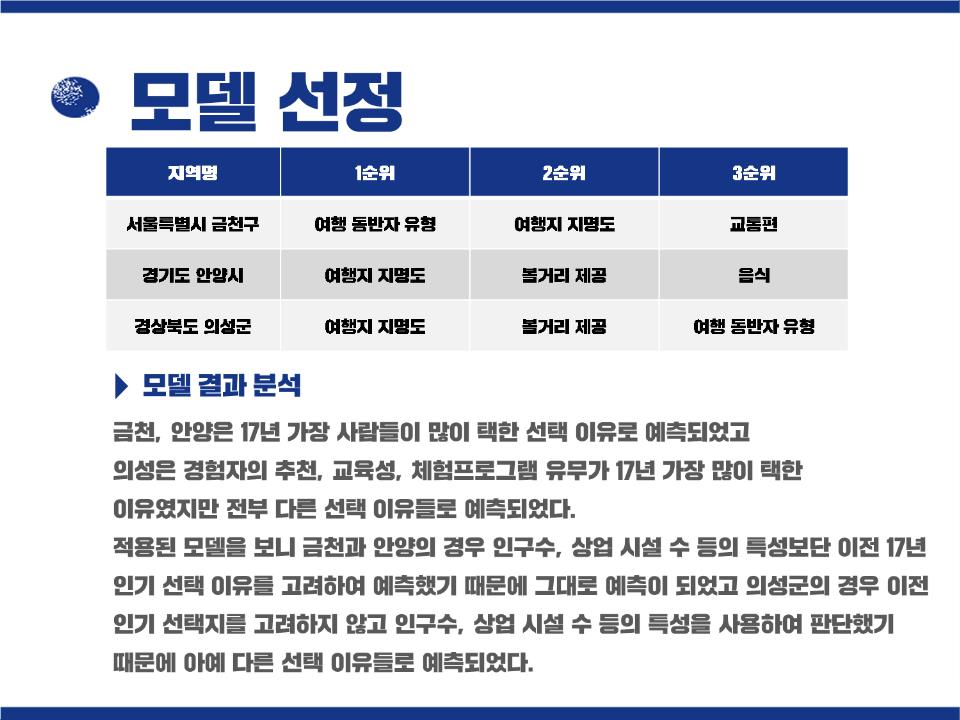 모델 선정
지역명 1순위 2순위 3순위
서울특별시 금천구 여행 동반자 유형 여행지 지명도 교통편
경기도 안양시 여행지 지명도 볼거리 제공 음식
경상북도 의성군 여행지 지명도 볼거리 제공 여행 동반자 유형
모델 결과 분석
금천, 안양은 17년 가장 사람들이 많이 택한 선택 이유로 예측되었고
의성은 경험자의 추천, 교육성, 체험프로그램 유무가 17년 가장 많이 택한
이유였지만 전부 다른 선택 이유들로 예측되었다.
적용된 모델을 보니 금천과 안양의 경우 인구수, 상업 시설 수 등의 특성보단 이전 17년
인기 선택 이유를 고려하여 예측했기 때문에 그대로 예측이 되었고 의성군의 경우 이전
인기 선택지를 고려하지 않고 인구수, 상업 시설 수 등의 특성을 사용하여 판단했기
때문에 아예 다른 선택 이유들로 예측되었다.